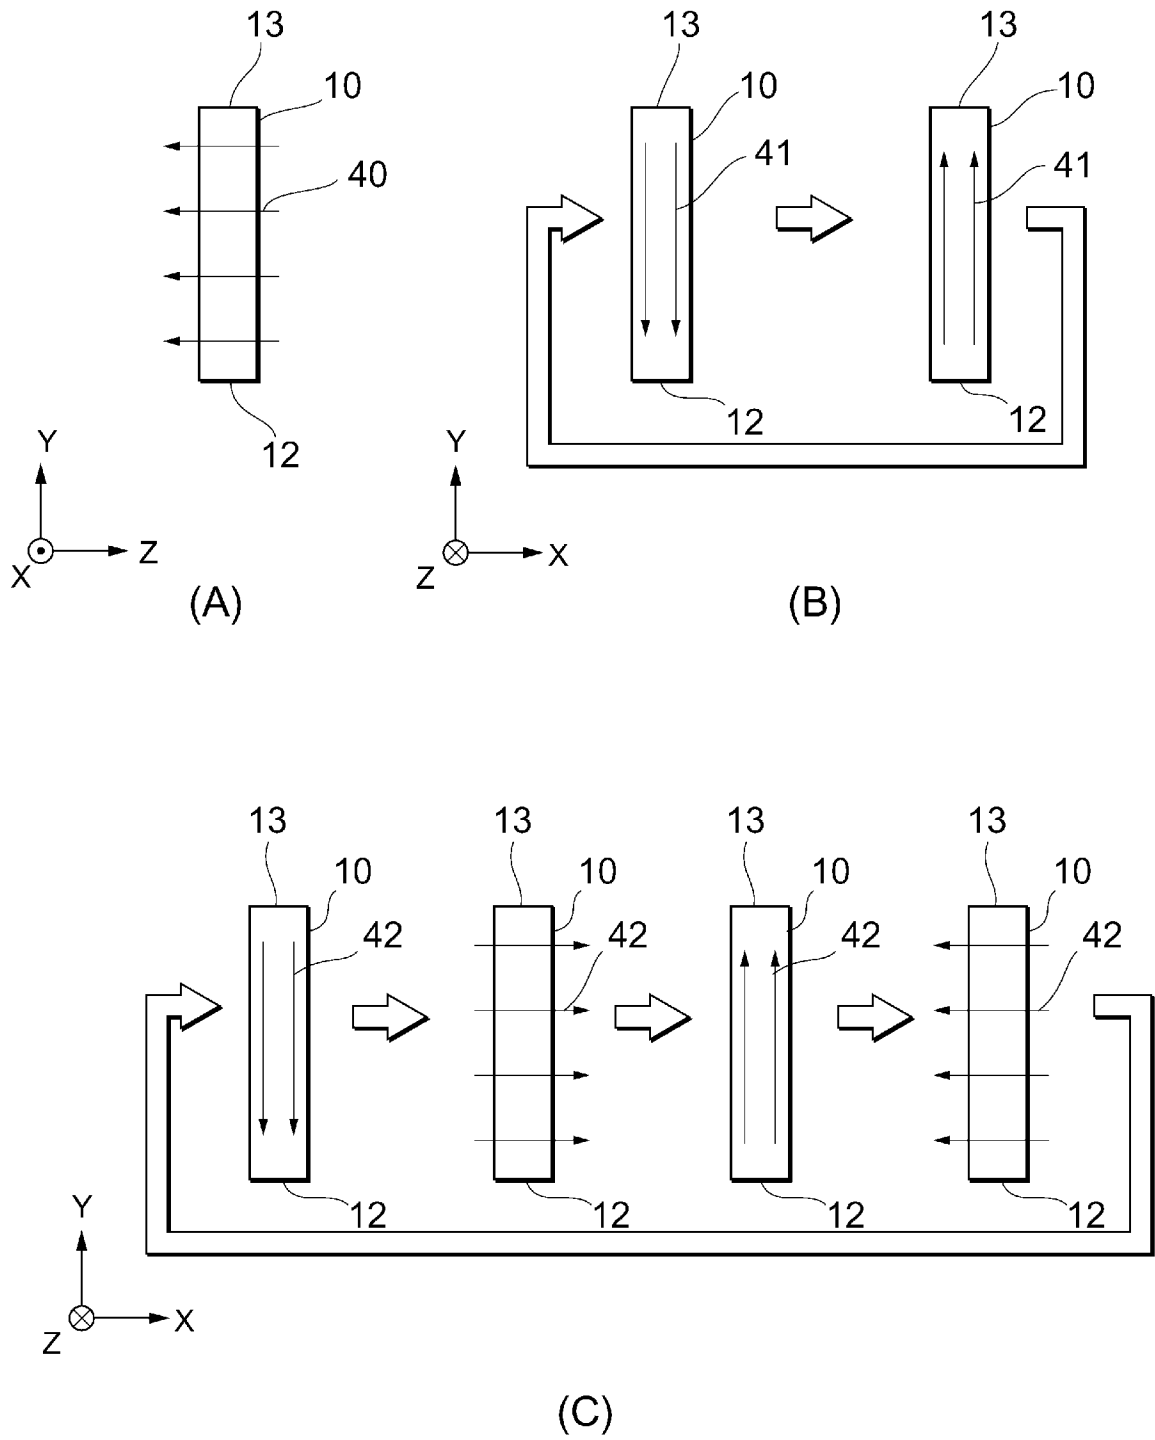 13 13 13
10 10 10
40 41 41
12 12 12
Y Y
X Z Z X
(A) (B)
13 13 13 13
10 10 10 10
42 42 42 42
12 12 12 12
Y
Z X
(C)